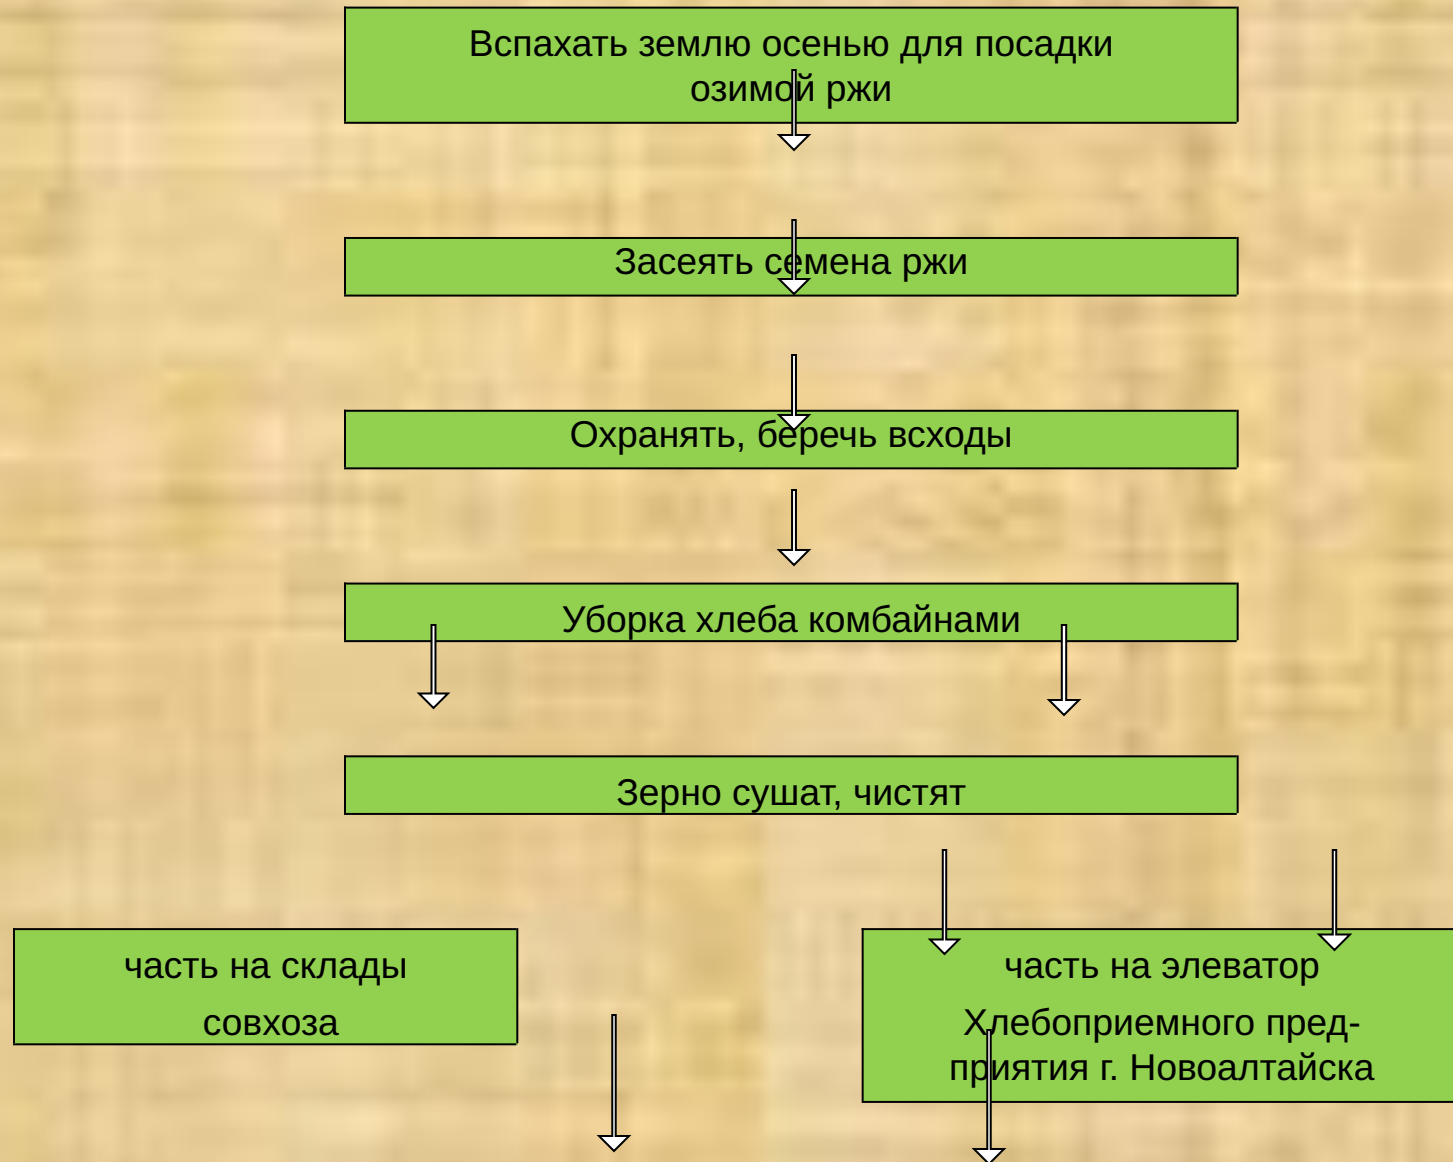 Вспахать землю осенью для посадки
озимой ржи
Засеять семена ржи
Охранять, беречь всходы
Уборка хлеба комбайнами
Зерно сушат, чистят
часть на склады
совхоза
часть на элеватор
Хлебоприемного пред-
приятия г. Новоалтайска